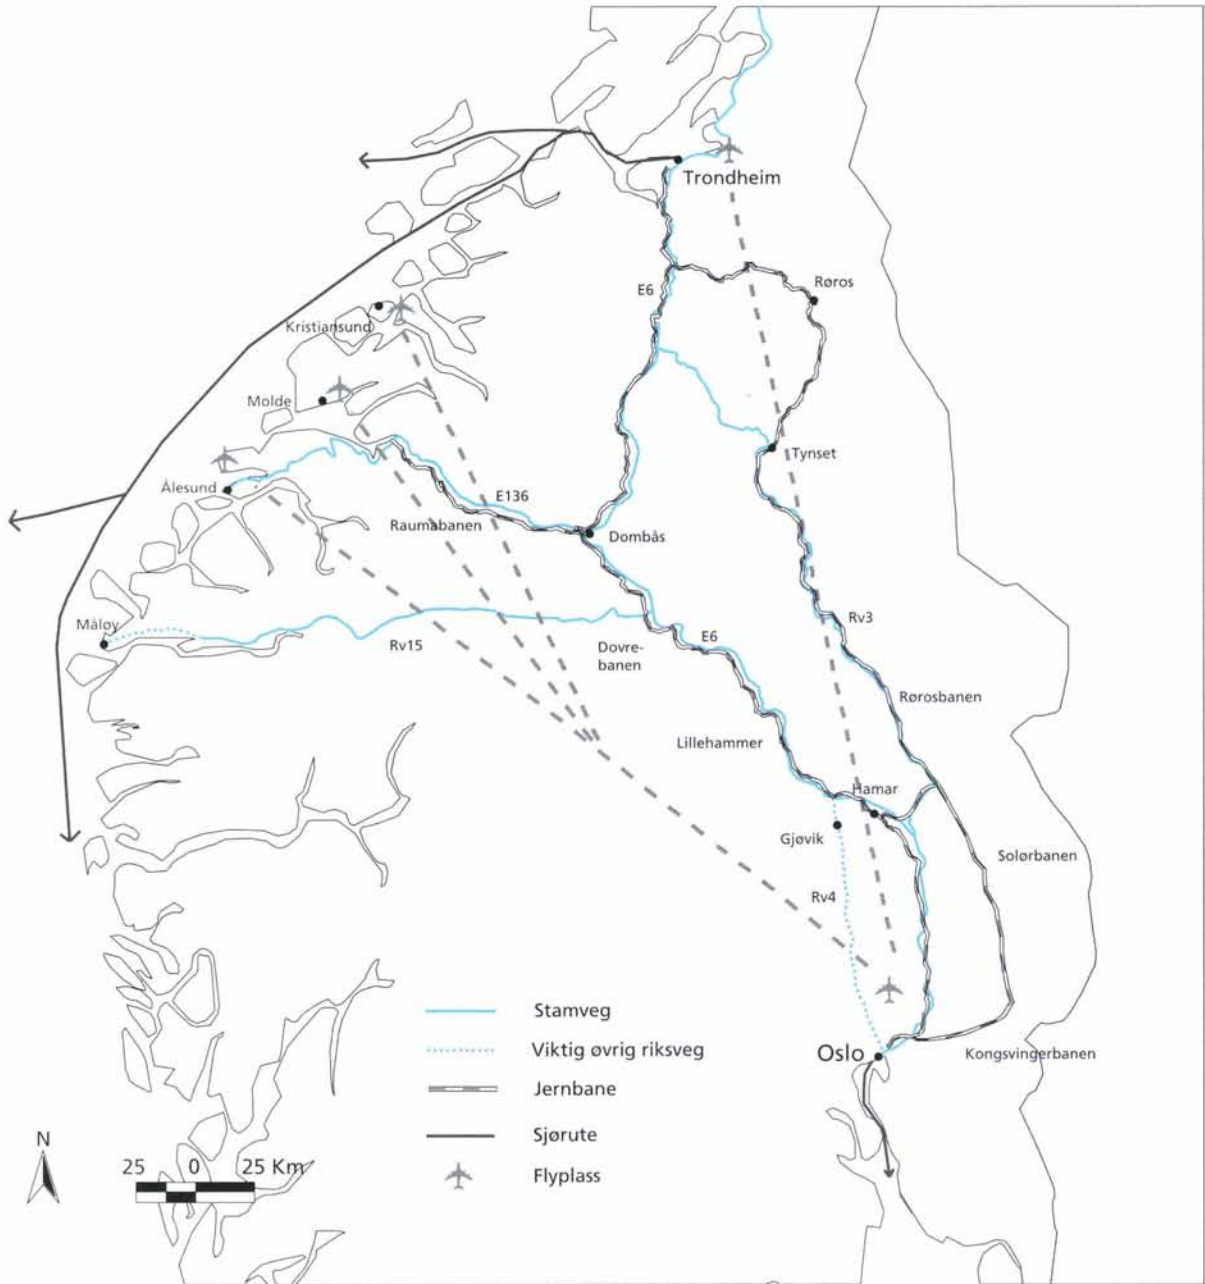 Trondheim
Røros
E6
Kristiansund
Molde
Tynset
Ålesund
E136
Raumabanen
Dombås
Måløy
Rv3
Rv15
Dovre-
banen
E6
Rørosbanen
Lillehammer
Hamar
Gjøvik
Solørbanen
Rv4
Stamveg
Viktig øvrig riksveg
Oslo
Kongsvingerbanen
Jernbane
Sjørute
N
25 0 25 Km
Flyplass